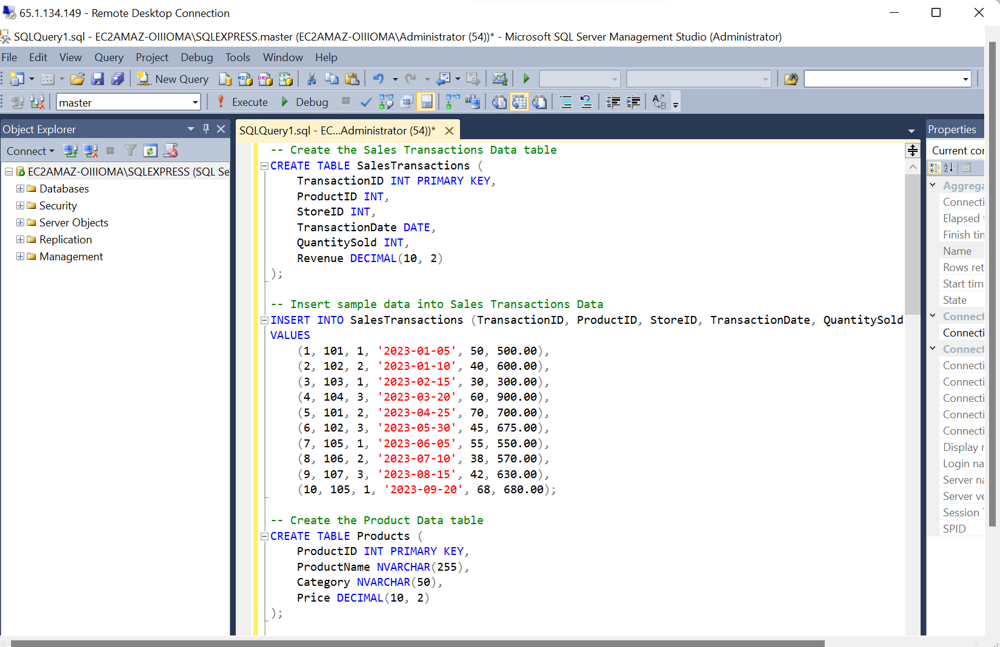 65.1.134.149 - Remote Desktop Connection
SQLQuery1.sql - EC2AMAZ-OIIIOMA\SQLEXPRESS.master (EC2AMAZ-OIIIOMA\Administrator (54))* - Microsoft SQL Server Management Studio (Administrator)
File Edit View Query Project Debug Tools Window Help
New Query
master Execute Debug
Object Explorer
Connect
EC2AMAZ-OIIIOMA\SQLEXPRESS (SQL Se
Databases
Security
Server Objects
Replication
Management
SQLQuery1.sql - EC...Administrator (54))*
-- Create the Sales Transactions Data table
CREATE TABLE SalesTransactions (
    TransactionID INT PRIMARY KEY,
    ProductID INT,
    StoreID INT,
    TransactionDate DATE,
    QuantitySold INT,
    Revenue DECIMAL(10, 2)
);
-- Insert sample data into Sales Transactions Data
INSERT INTO SalesTransactions (TransactionID, ProductID, StoreID, TransactionDate, QuantitySold
VALUES
    (1, 101, 1, '2023-01-05', 50, 500.00),
    (2, 102, 2, '2023-01-10', 40, 600.00),
    (3, 103, 1, '2023-02-15', 30, 300.00),
    (4, 104, 3, '2023-03-20', 60, 900.00),
    (5, 101, 2, '2023-04-25', 70, 700.00),
    (6, 102, 3, '2023-05-30', 45, 675.00),
    (7, 105, 1, '2023-06-05', 55, 550.00),
    (8, 106, 2, '2023-07-10', 38, 570.00),
    (9, 107, 3, '2023-08-15', 42, 630.00),
    (10, 105, 1, '2023-09-20', 68, 680.00);
-- Create the Product Data table
CREATE TABLE Products (
    ProductID INT PRIMARY KEY,
    ProductName NVARCHAR(255),
    Category NVARCHAR(50),
    Price DECIMAL(10, 2)
);
Properties
Current co
Aggrega
Connecti
Elapsed
Finish tin
Name
Rows ret
Start tim
State
Connect
Connecti
Connect
Connecti
Connecti
Connecti
Connecti
Connecti
Display
Login na
Server na
Server ve
Session
SPID